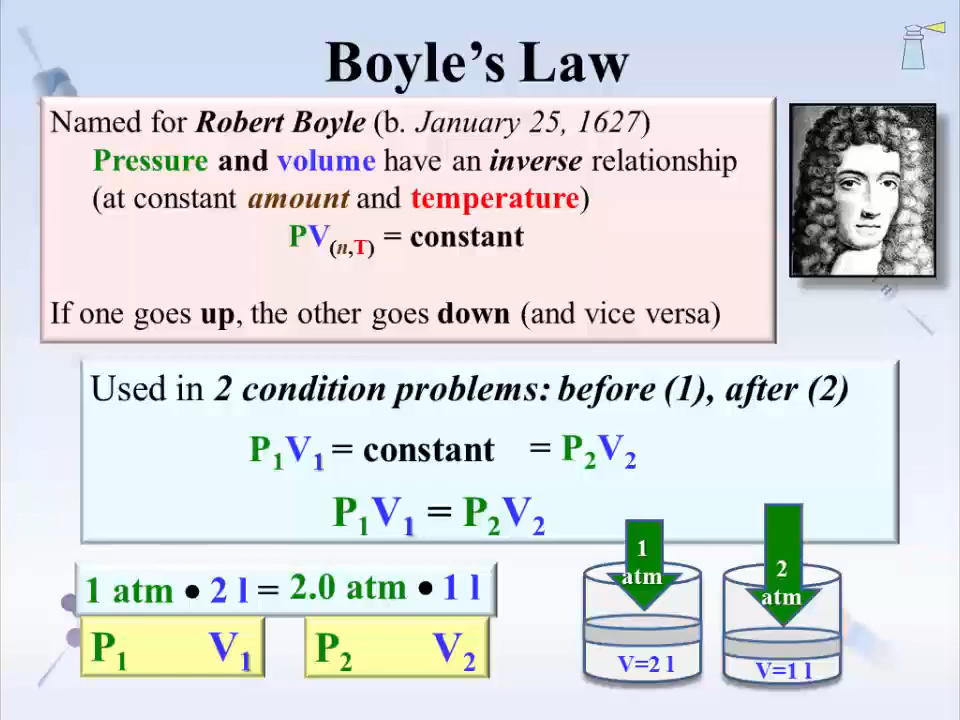 Boyle’s Law
Named for Robert Boyle (b. January 25, 1627)
Pressure and volume have an inverse relationship
(at constant amount and temperature)
PV(n,T) = constant
If one goes up, the other goes down (and vice versa)
Used in 2 condition problems: before (1), after (2)
P1V1 = constant = P2V2
P1V1 = P2V2
1 atm • 2 l = 2.0 atm • 1 l
P1 V1 P2 V2
1
atm
V=2 l
2
atm
V=1 l